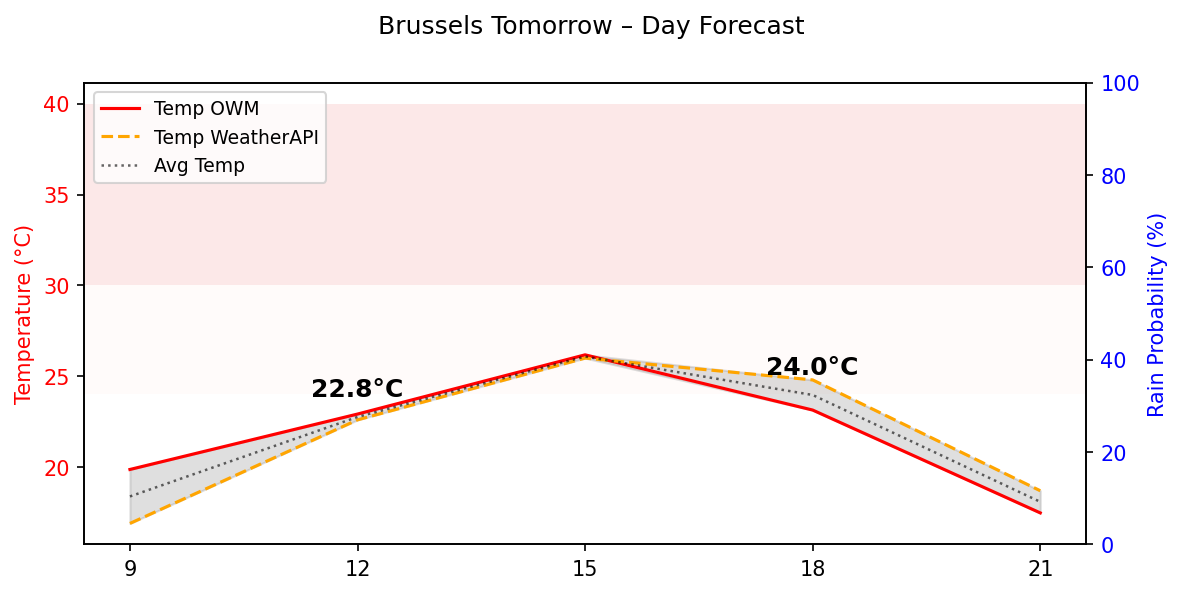 Brussels Tomorrow – Day Forecast
Temp OWM
Temp WeatherAPI
Avg Temp
Temperature (°C)
40
35
30
25
20
22.8°C
24.0°C
100
80
60
40
20
0
Rain Probability (%)
9 12 15 18 21